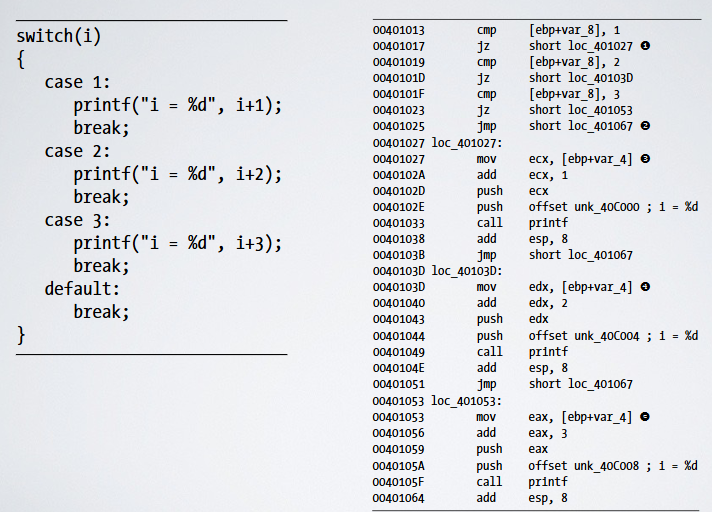 switch(i)
{
case 1:
printf("i = %d", i+1);
break;
case 2:
printf("i = %d", i+2);
break;
case 3:
printf("i = %d", i+3);
break;
default:
break;
}
00401013 cmp [ebp+var_8], 1
00401017 jz short loc_401027 ❶
00401019 cmp [ebp+var_8], 2
0040101D jz short loc_40103D
0040101F cmp [ebp+var_8], 3
00401023 jz short loc_401053
00401025 jmp short loc_401067 ❷
00401027 loc_401027:
00401027 mov ecx, [ebp+var_4] ❸
0040102A add ecx, 1
0040102D push ecx
0040102E push offset unk_40C000 ; i = %d
00401033 call printf
00401038 add esp, 8
0040103B jmp short loc_401067
0040103D loc_40103D:
0040103D mov edx, [ebp+var_4] ❹
00401040 add edx, 2
00401043 push edx
00401044 push offset unk_40C004 ; i = %d
00401049 call printf
0040104E add esp, 8
00401051 jmp short loc_401067
00401053 loc_401053:
00401053 mov eax, [ebp+var_4] ❺
00401056 add eax, 3
00401059 push eax
0040105A push offset unk_40C008 ; i = %d
0040105F call printf
00401064 add esp, 8